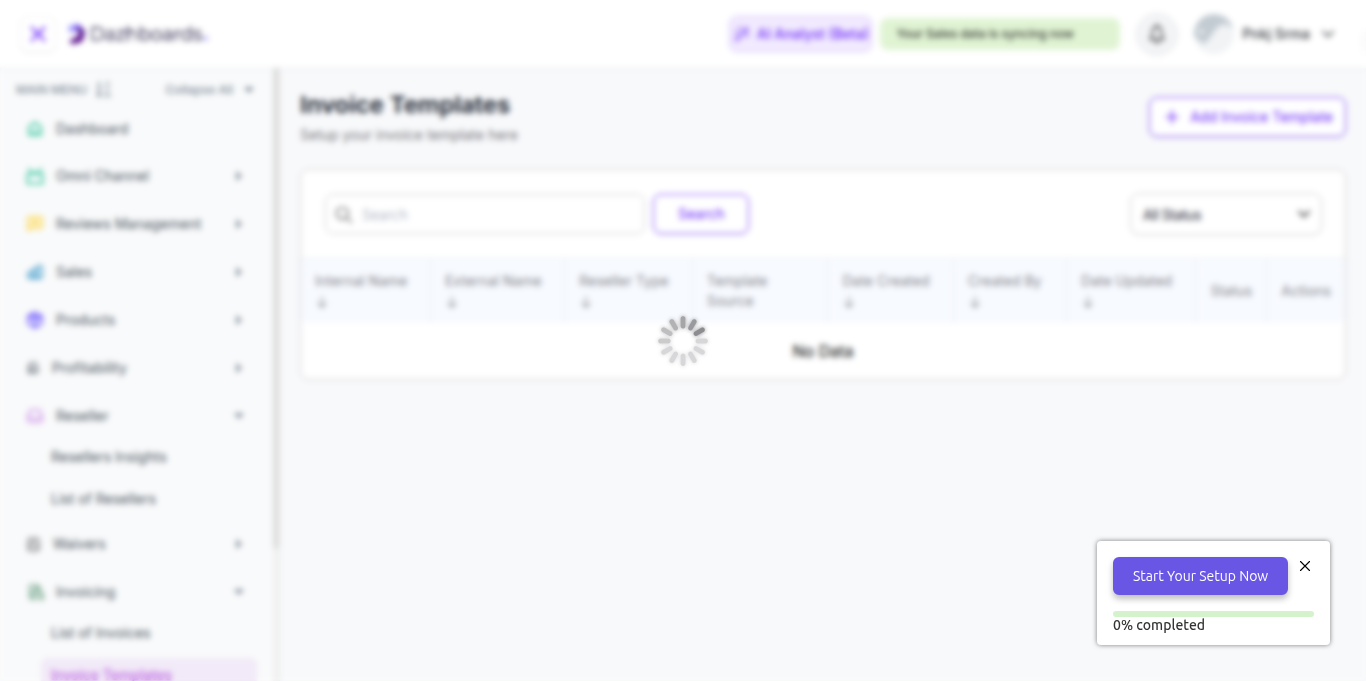 Dazhboards.
AI Analyst (Beta)
Your Sales data is syncing now
Pnkj Srma
MAIN MENU
Collapse All
Dashboard
Omni Channel
Reviews Management
Sales
Products
Profitability
Reseller
Resellers Insights
List of Resellers
Waivers
Invoicing
List of Invoices
Invoice Templates
Invoice Templates
Setup your invoice template here
+ Add Invoice Template
Search
Search
All Status
Internal Name
External Name
Reseller Type
Template Source
Date Created
Created By
Date Updated
Status
Actions
No Data
Start Your Setup Now
0% completed